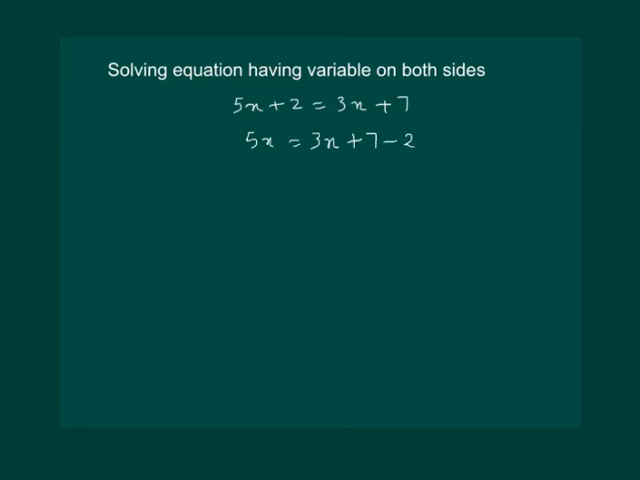 Solving equation having variable on both sides
5x + 2 = 3x + 7
5x = 3x + 7 - 2